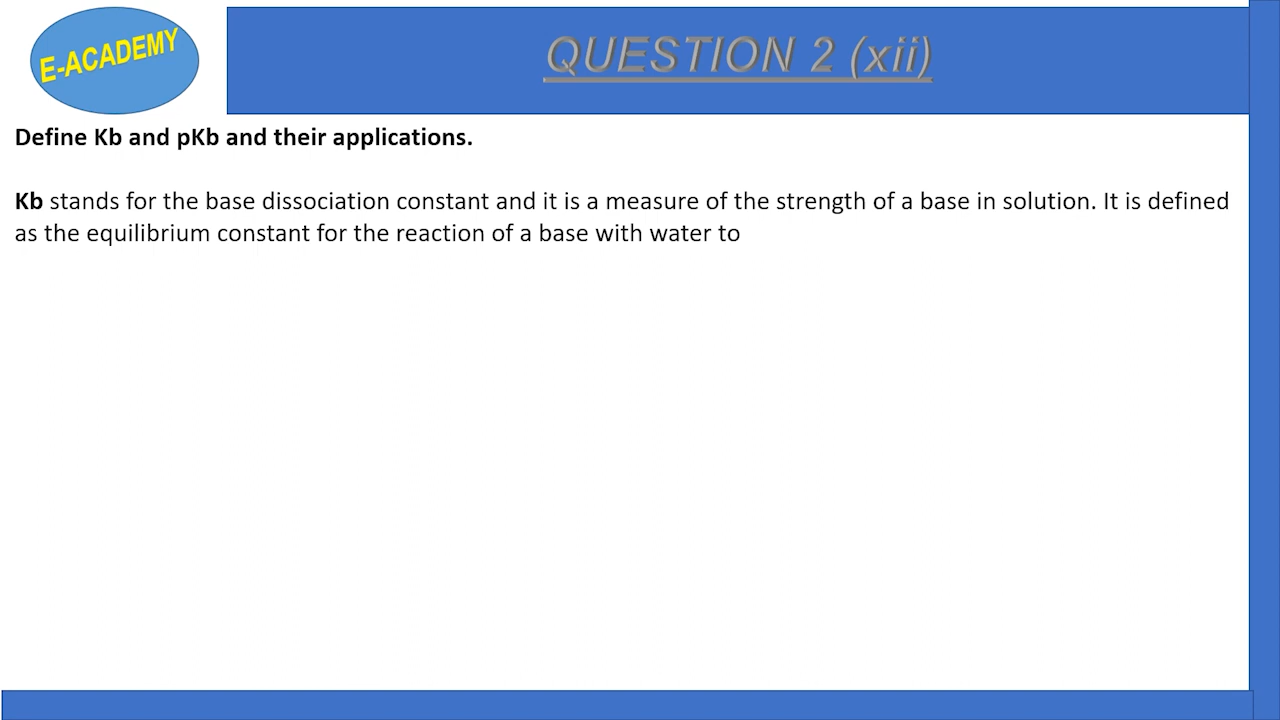 E-ACADEMY
QUESTION 2 (xii)
Define Kb and pKb and their applications.
Kb stands for the base dissociation constant and it is a measure of the strength of a base in solution. It is defined
as the equilibrium constant for the reaction of a base with water to